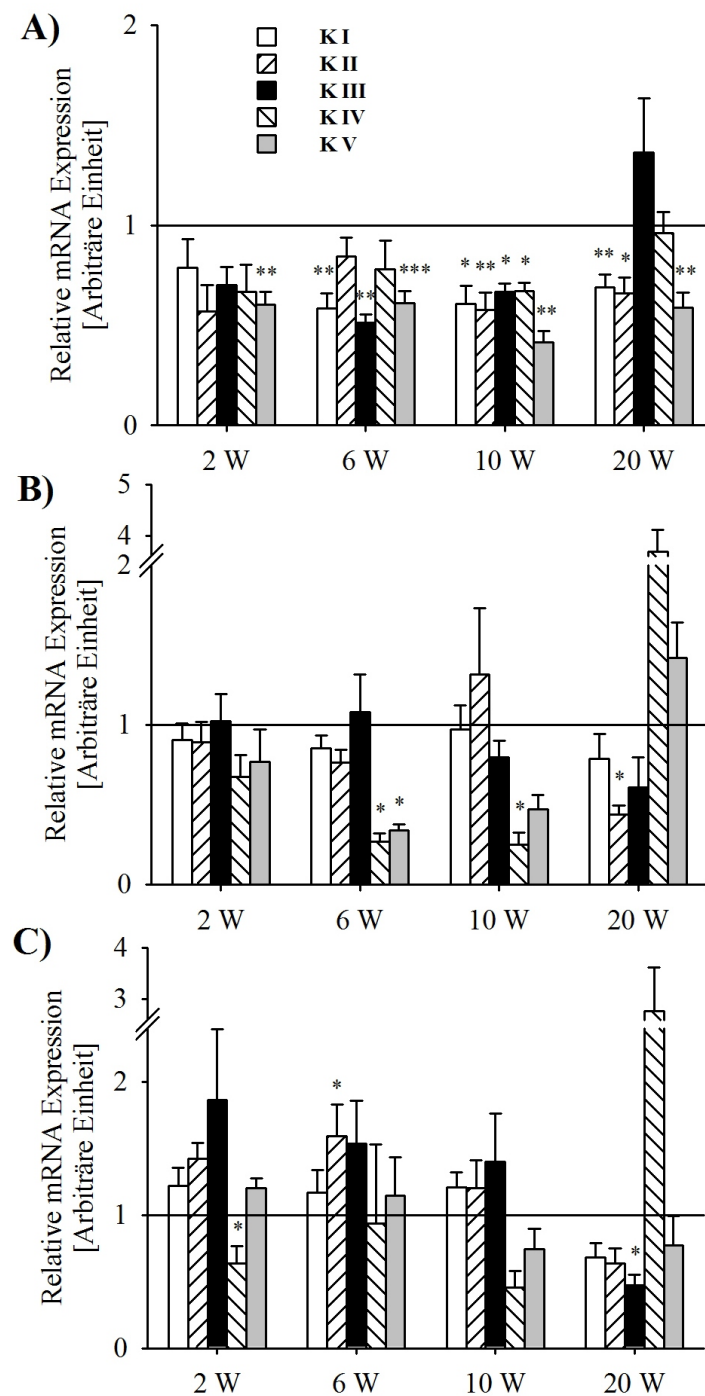 A)
Relative mRNA Expression
[Arbiträre Einheit]
2
1
0
K I
K II
K III
K IV
K V
**
**
**
***
*
**
*
*
**
**
*
**
2 W
6 W
10 W
20 W
B)
Relative mRNA Expression
[Arbiträre Einheit]
5
4
2
1
0
*
*
*
*
2 W
6 W
10 W
20 W
C)
Relative mRNA Expression
[Arbiträre Einheit]
4
3
2
1
0
*
*
*
2 W
6 W
10 W
20 W